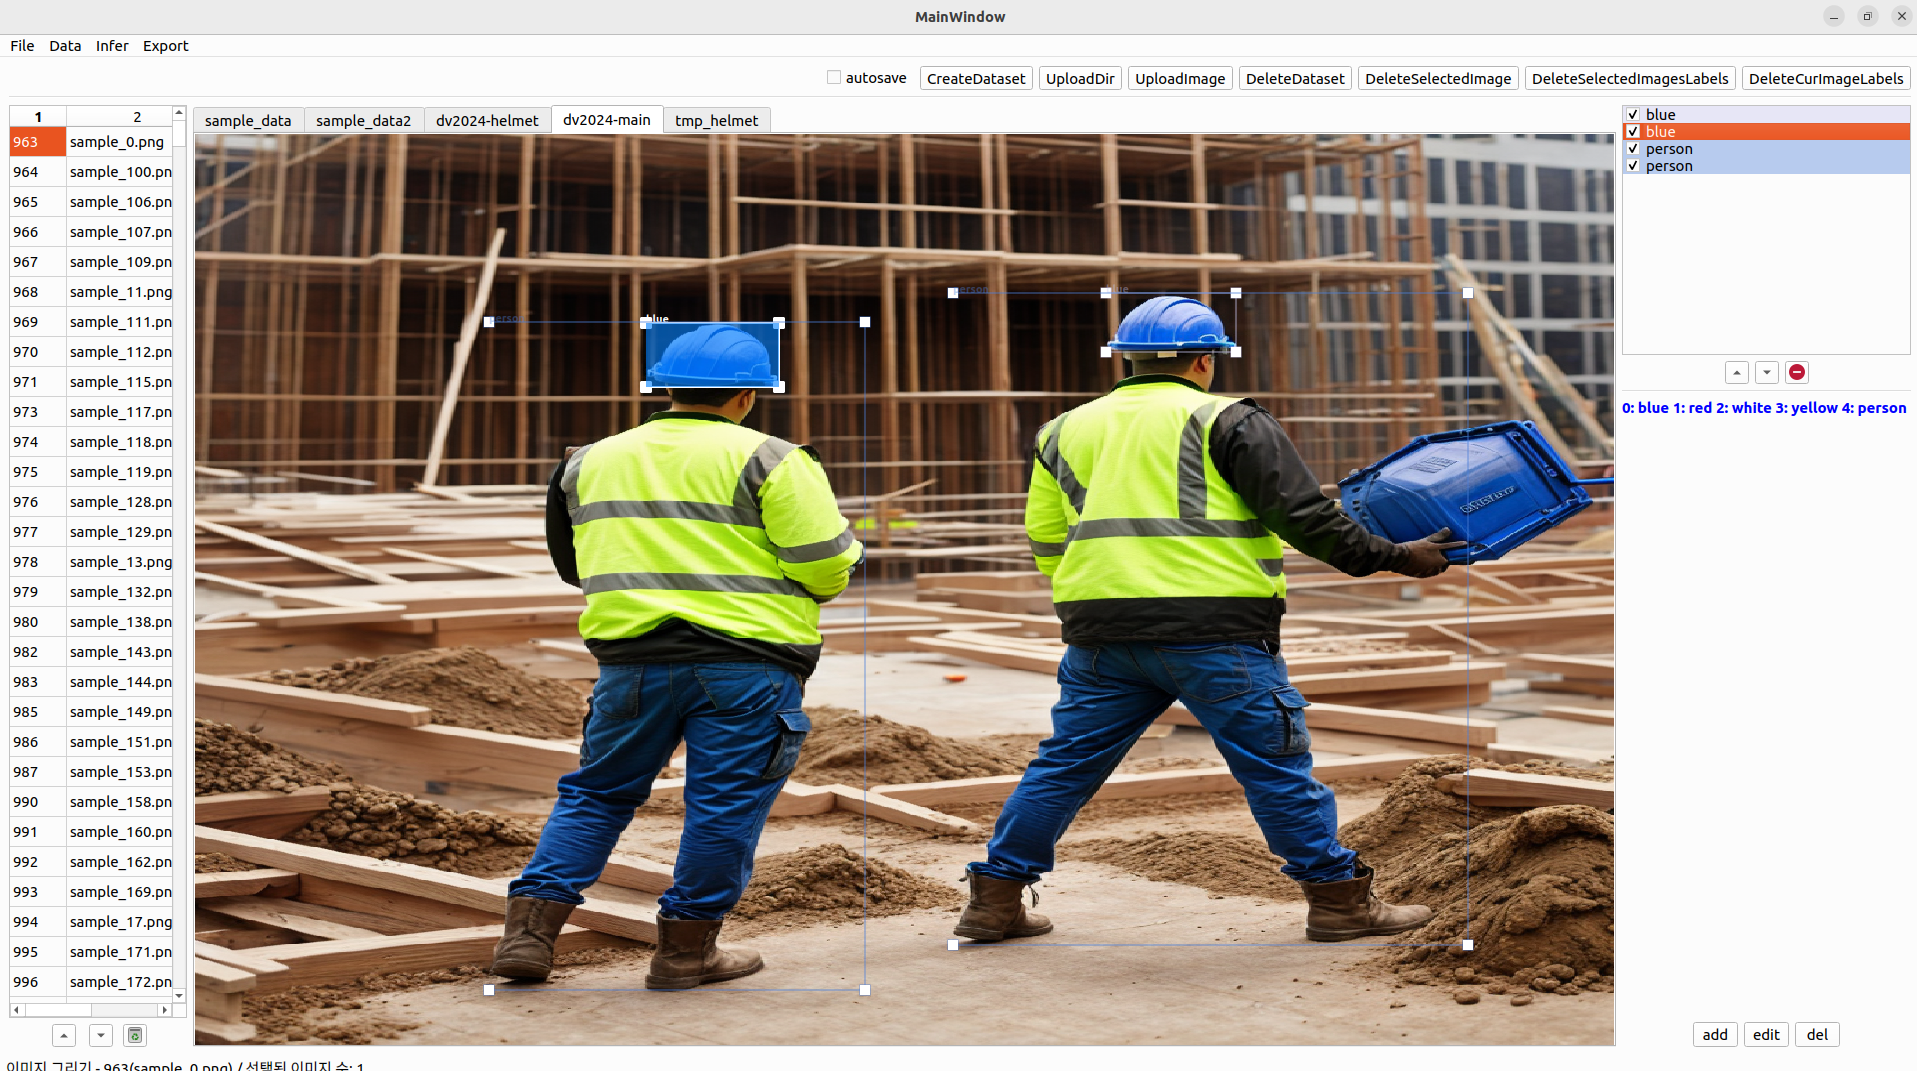 MainWindow
File Data Infer Export
autosave CreateDataset UploadDir UploadImage DeleteDataset DeleteSelectedImage DeleteSelectedImagesLabels DeleteCurImageLabels
1 2
963 sample_0.png
964 sample_100.pn
965 sample_106.pn
966 sample_107.pn
967 sample_109.pn
968 sample_11.png
969 sample_111.pn
970 sample_112.pn
971 sample_115.pn
973 sample_117.pn
974 sample_118.pn
975 sample_119.pn
976 sample_128.pn
977 sample_129.pn
978 sample_13.png
979 sample_132.pn
980 sample_138.pn
982 sample_143.pn
983 sample_144.pn
985 sample_149.pn
986 sample_151.pn
987 sample_153.pn
990 sample_158.pn
991 sample_160.pn
992 sample_162.pn
993 sample_169.pn
994 sample_17.png
995 sample_171.pn
996 sample_172.pn
sample_data sample_data2 dv2024-helmet dv2024-main tmp_helmet
person blue
person blue
blue
blue
person
person
0: blue 1: red 2: white 3: yellow 4: person
add edit del
이미지 그리기 - 963(sample_0.png) / 선택된 이미지 수: 1